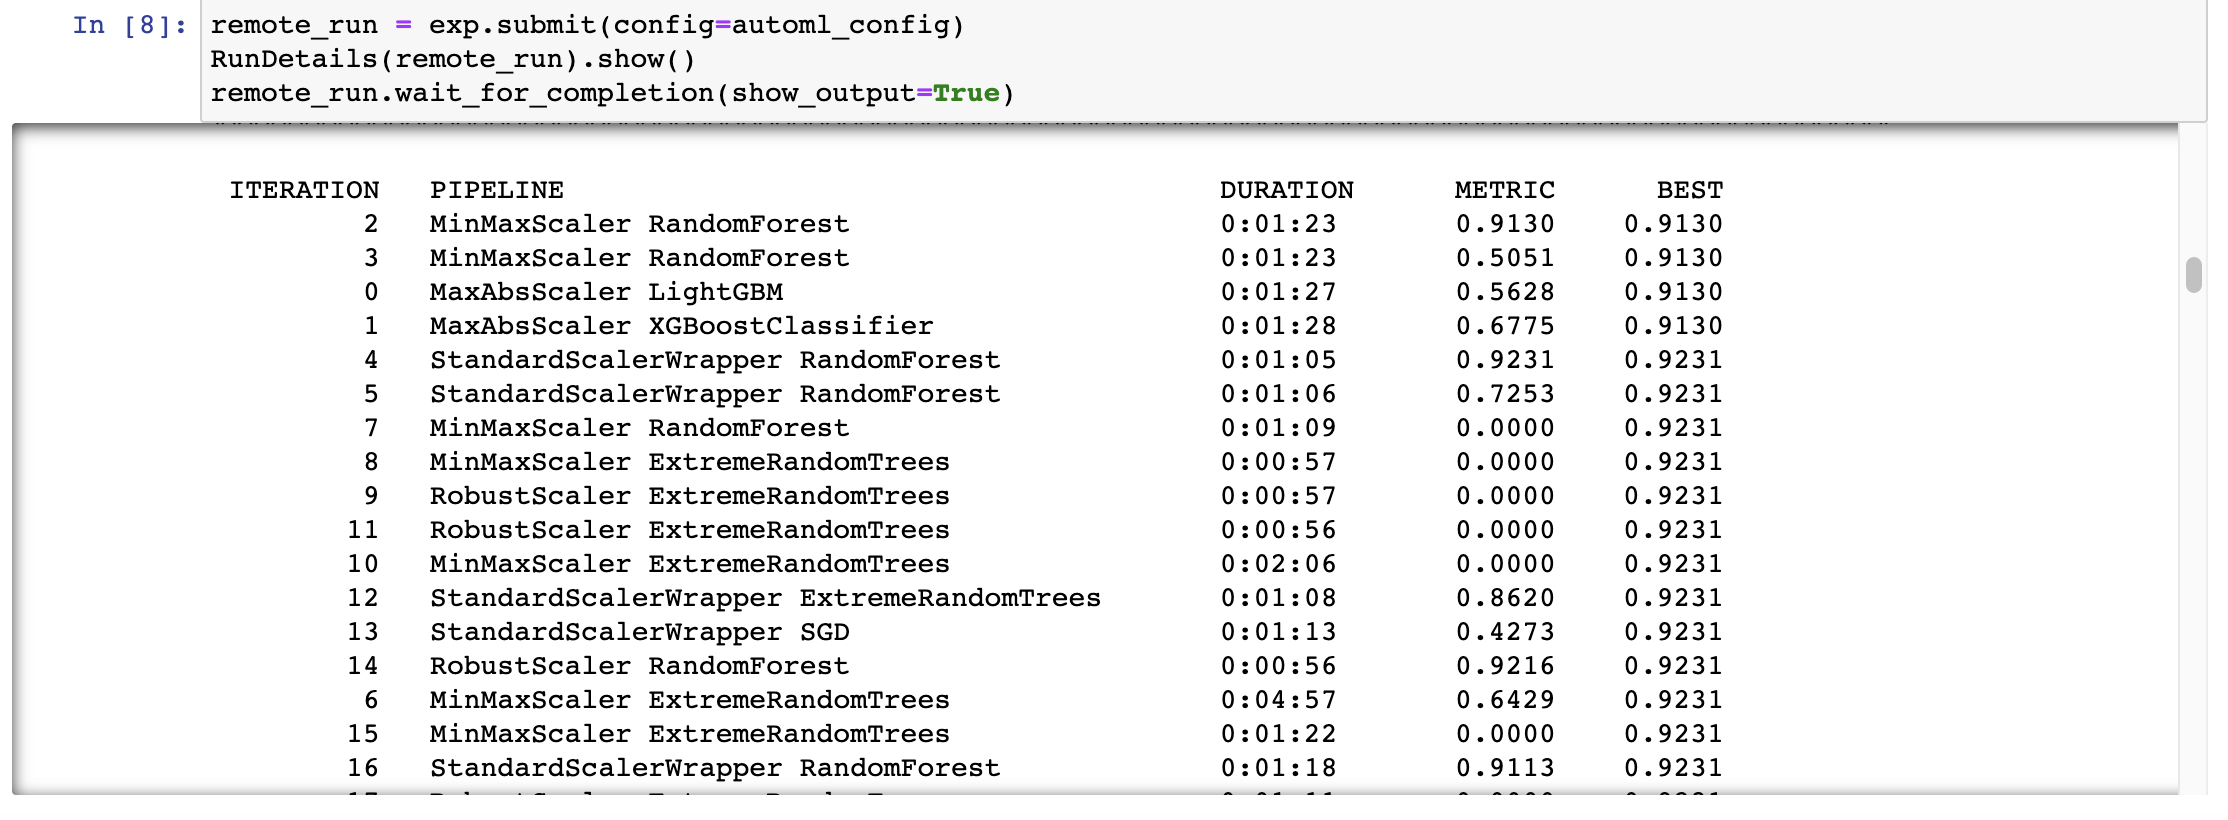 In [8]: remote_run = exp.submit(config=automl_config)
RunDetails(remote_run).show()
remote_run.wait_for_completion(show_output=True)
ITERATION PIPELINE DURATION METRIC BEST
2 MinMaxScaler RandomForest 0:01:23 0.9130 0.9130
3 MinMaxScaler RandomForest 0:01:23 0.5051 0.9130
0 MaxAbsScaler LightGBM 0:01:27 0.5628 0.9130
1 MaxAbsScaler XGBoostClassifier 0:01:28 0.6775 0.9130
4 StandardScalerWrapper RandomForest 0:01:05 0.9231 0.9231
5 StandardScalerWrapper RandomForest 0:01:06 0.7253 0.9231
7 MinMaxScaler RandomForest 0:01:09 0.0000 0.9231
8 MinMaxScaler ExtremeRandomTrees 0:00:57 0.0000 0.9231
9 RobustScaler ExtremeRandomTrees 0:00:57 0.0000 0.9231
11 RobustScaler ExtremeRandomTrees 0:00:56 0.0000 0.9231
10 MinMaxScaler ExtremeRandomTrees 0:02:06 0.0000 0.9231
12 StandardScalerWrapper ExtremeRandomTrees 0:01:08 0.8620 0.9231
13 StandardScalerWrapper SGD 0:01:13 0.4273 0.9231
14 RobustScaler RandomForest 0:00:56 0.9216 0.9231
6 MinMaxScaler ExtremeRandomTrees 0:04:57 0.6429 0.9231
15 MinMaxScaler ExtremeRandomTrees 0:01:22 0.0000 0.9231
16 StandardScalerWrapper RandomForest 0:01:18 0.9113 0.9231